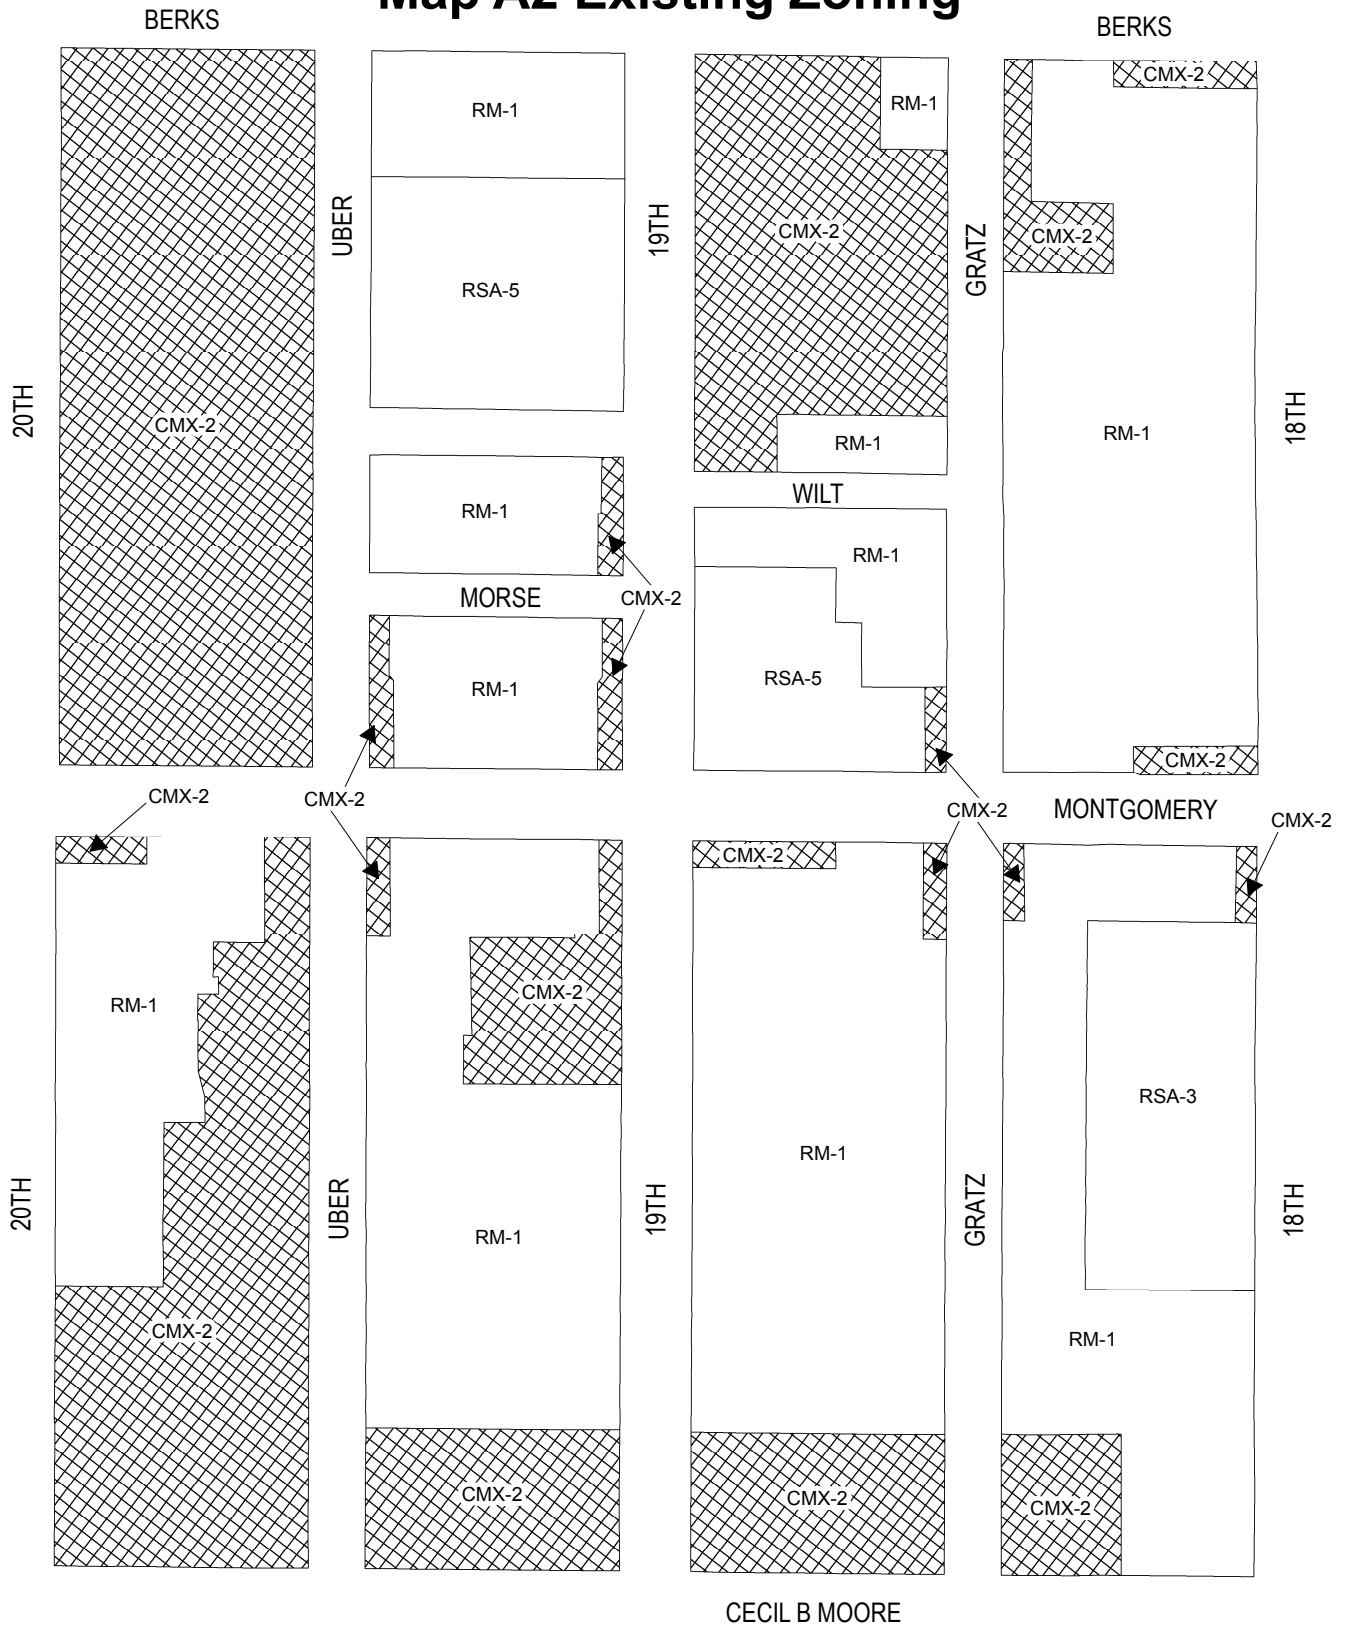 Map A2 Existing Zoning
BERKS
BERKS
CMX-2
RM-1
RM-1
UBER
19TH
CMX-2
GRATZ
CMX-2
RSA-5
20TH
CMX-2
RM-1
RM-1
18TH
WILT
RM-1
RM-1
MORSE
CMX-2
RSA-5
RM-1
CMX-2
CMX-2
CMX-2
CMX-2
MONTGOMERY
CMX-2
CMX-2
CMX-2
RM-1
RSA-3
RM-1
20TH
UBER
19TH
GRATZ
18TH
RM-1
CMX-2
RM-1
CMX-2
CMX-2
CMX-2
CECIL B MOORE